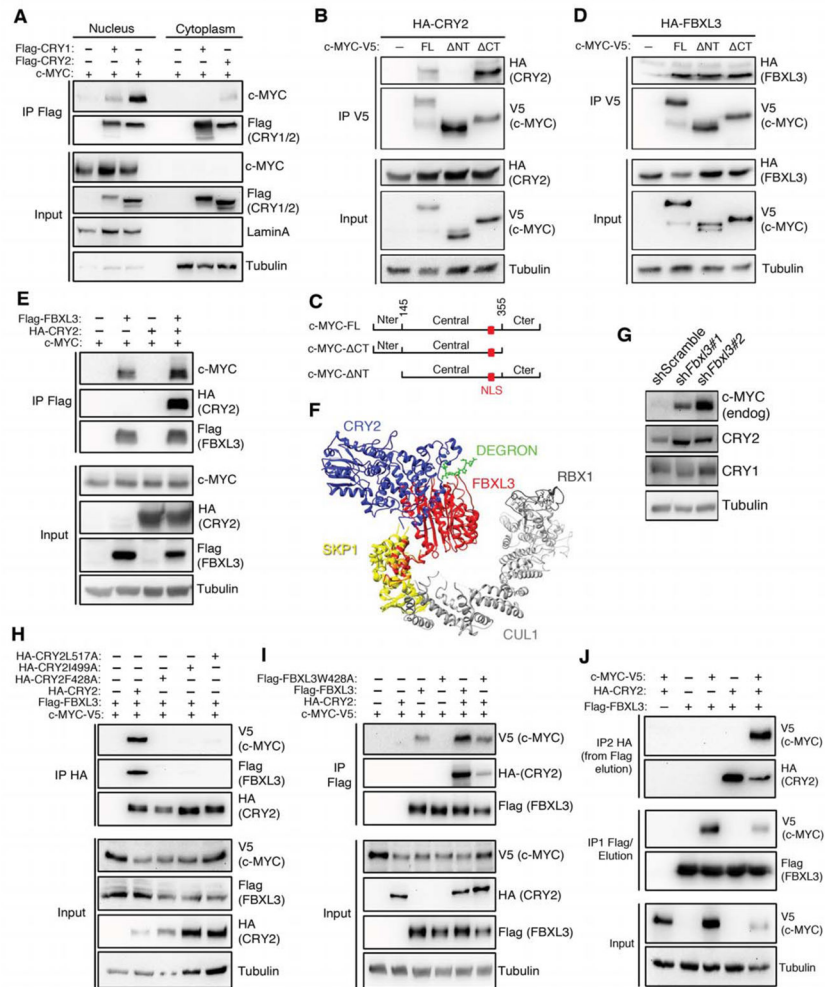 A
Nucleus Cytoplasm
Flag-CRY1: – + – – + –
Flag-CRY2: – – + – – +
c-MYC: + + + + + +
IP Flag
c-MYC
Flag
(CRY1/2)
Input
c-MYC
Flag
(CRY1/2)
LaminA
Tubulin
B
HA-CRY2
c-MYC-V5: – FL ΔNT ΔCT
IP V5
HA
(CRY2)
V5
(c-MYC)
Input
HA
(CRY2)
V5
(c-MYC)
Tubulin
D
HA-FBXL3
c-MYC-V5: – FL ΔNT ΔCT
IP V5
HA
(FBXL3)
V5
(c-MYC)
Input
HA
(FBXL3)
V5
(c-MYC)
Tubulin
E
Flag-FBXL3: – + – +
HA-CRY2: – – + +
c-MYC: + + + +
IP Flag
c-MYC
HA
(CRY2)
Flag
(FBXL3)
Input
c-MYC
HA
(CRY2)
Flag
(FBXL3)
Tubulin
C
145 355
c-MYC-FL Nter Central Cter
c-MYC-ΔCT Nter Central
c-MYC-ΔNT Central Cter
NLS
F
CRY2
DEGRON
FBXL3
RBX1
SKP1
CUL1
G
shScramble
shFbxl3#1
shFbxl3#2
c-MYC
(endog)
CRY2
CRY1
Tubulin
H
HA-CRY2L517A: – – – – +
HA-CRY2I499A: – – – + –
HA-CRY2F428A: – – + – –
HA-CRY2: – + – – –
Flag-FBXL3: + + + + +
c-MYC-V5: + + + + +
IP HA
V5
(c-MYC)
Flag
(FBXL3)
HA
(CRY2)
Input
V5
(c-MYC)
Flag
(FBXL3)
HA
(CRY2)
Tubulin
I
Flag-FBXL3W428A: – – – + – +
Flag-FBXL3: – – + – + –
HA-CRY2: – + – – + +
c-MYC-V5: + + + + + +
IP
Flag
V5 (c-MYC)
HA-(CRY2)
Flag (FBXL3)
Input
V5 (c-MYC)
HA (CRY2)
Flag (FBXL3)
Tubulin
J
c-MYC-V5: + – + – +
HA-CRY2: + – – + +
Flag-FBXL3: – + + + +
IP2 HA
(from Flag
elution)
V5
(c-MYC)
HA
(CRY2)
IP1 Flag/
Elution
V5
(c-MYC)
Flag
(FBXL3)
Input
V5
(c-MYC)
Tubulin